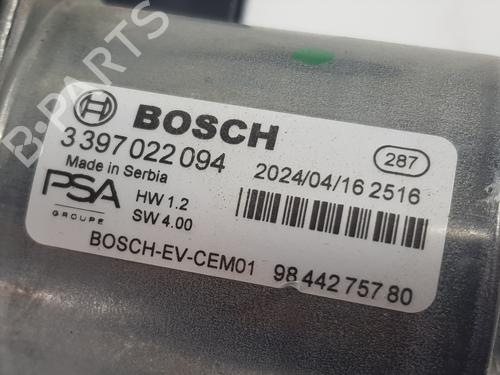 B-PARTS
BOSCH
3 397 022 094
287
Made in Serbia
2024/04/16 2516
PSA
GROUPE
HW 1.2
SW 4.00
BOSCH-EV-CEM01
98 442 757 80